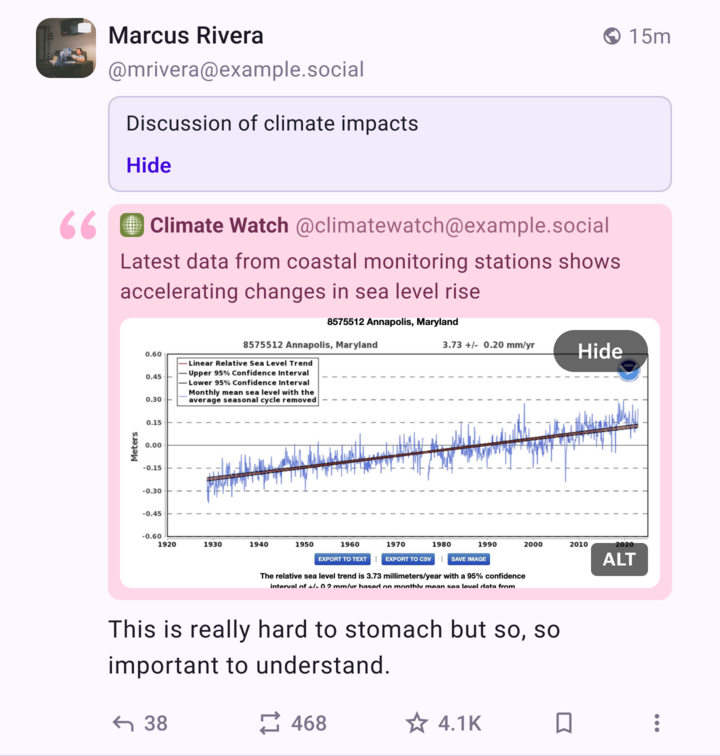 Marcus Rivera
15m
@mrivera@example.social
Discussion of climate impacts
Hide
Climate Watch @climatewatch@example.social
Latest data from coastal monitoring stations shows
accelerating changes in sea level rise
8575512 Annapolis, Maryland
8575512 Annapolis, Maryland 3.73 +/- 0.20 mm/yr
Hide
Linear Relative Sea Level Trend
Upper 95% Confidence Interval
Lower 95% Confidence Interval
Monthly mean sea level with the
average seasonal cycle removed
Meters
0.60
0.45
0.30
0.15
0.00
-0.15
-0.30
-0.45
-0.60
1920 1930 1940 1950 1960 1970 1980 1990 2000 2010 2020
EXPORT TO TEXT | EXPORT TO CSV | SAVE IMAGE
ALT
The relative sea level trend is 3.73 millimeters/year with a 95% confidence
interval of +/- 0.2 mm/yr based on monthly mean sea level data from
This is really hard to stomach but so, so
important to understand.
38 468 4.1K